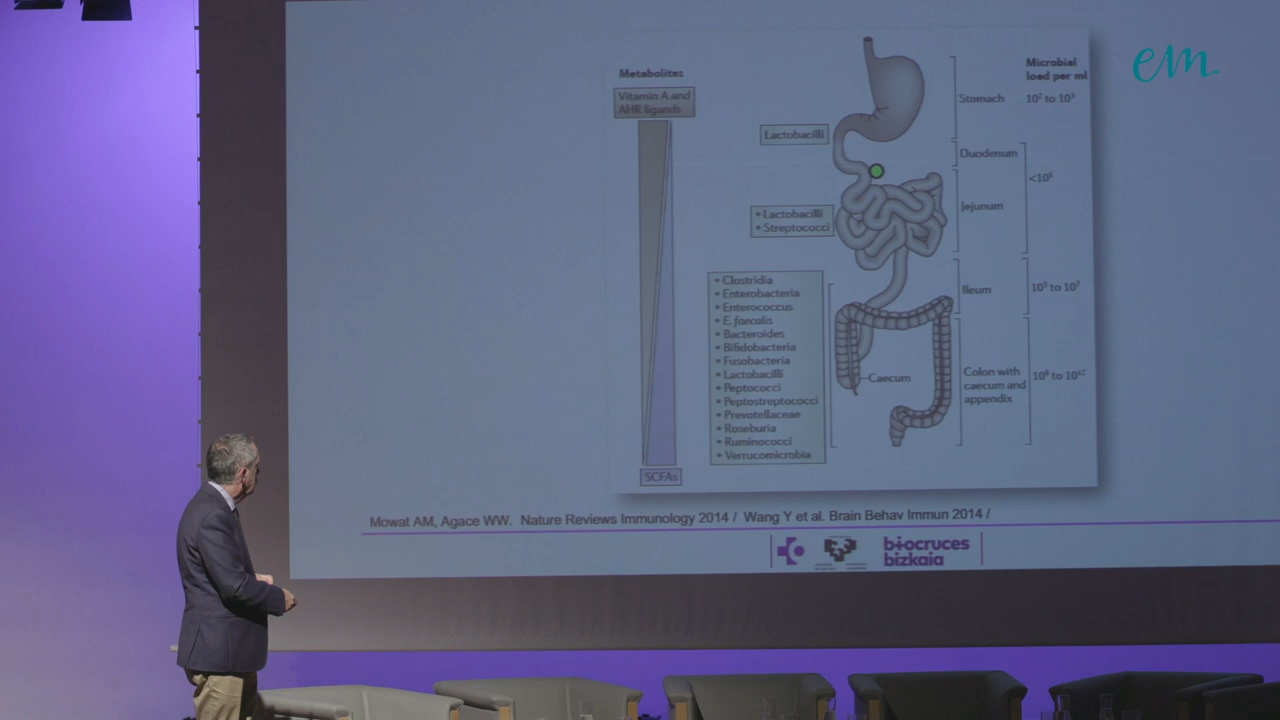 em
Metabolites
Vitamin A and
AHR ligands
SCFAs
Lactobacilli
• Lactobacilli
• Streptococci
• Clostridia
• Enterobacteria
• Enterococcus
• E. faecalis
• Bacteroides
• Bifidobacteria
• Fusobacteria
• Lactobacilli
• Peptococci
• Peptostreptococci
• Prevotellaceae
• Roseburia
• Ruminococci
• Verrucomicrobia
Caecum
Stomach
Duodenum
Jejunum
Ileum
Colon with
caecum and
appendix
Microbial
load per ml
10² to 10³
<10⁵
10³ to 10⁷
10⁹ to 10¹²
Mowat AM, Agace WW. Nature Reviews Immunology 2014 / Wang Y et al. Brain Behav Immun 2014 /
biocruces
bizkaia